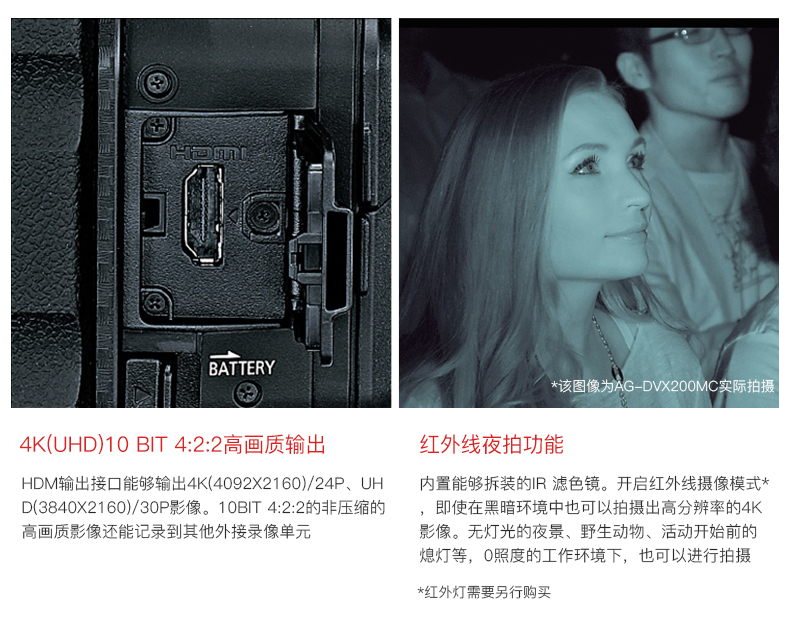 HDMI
BATTERY
*该图像为AG-DVX200MC实际拍摄
4K(UHD)10 BIT 4:2:2高画质输出
HDM输出接口能够输出4K(4092X2160)/24P、UH
D(3840X2160)/30P影像。10BIT 4:2:2的非压缩的
高画质影像还能记录到其他外接录像单元
红外线夜拍功能
内置能够拆装的IR 滤色镜。开启红外线摄像模式*
，即使在黑暗环境中也可以拍摄出高分辨率的4K
影像。无灯光的夜景、野生动物、活动开始前的
熄灯等，0照度的工作环境下，也可以进行拍摄
*红外灯需要另行购买